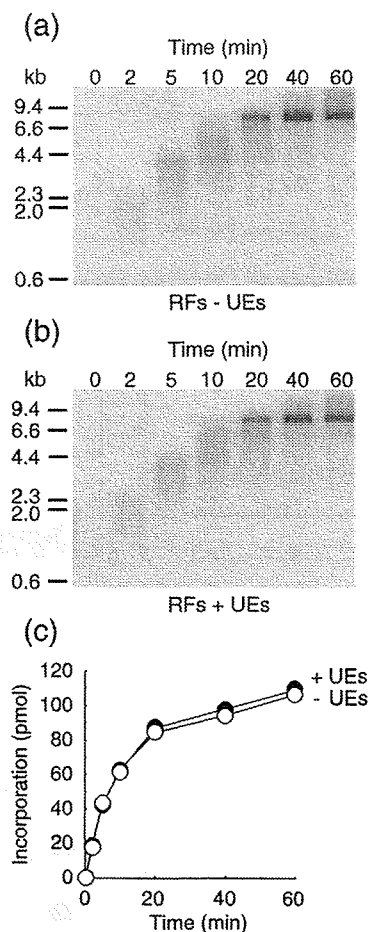 (a)
Time (min)
kb 0 2 5 10 20 40 60
9.4
6.6
4.4
2.3
2.0
0.6
RFs - UEs
(b)
Time (min)
kb 0 2 5 10 20 40 60
9.4
6.6
4.4
2.3
2.0
0.6
RFs + UEs
(c)
Incorporation (pmol)
120
100
80
60
40
20
0
+ UEs
- UEs
0 20 40 60
Time (min)